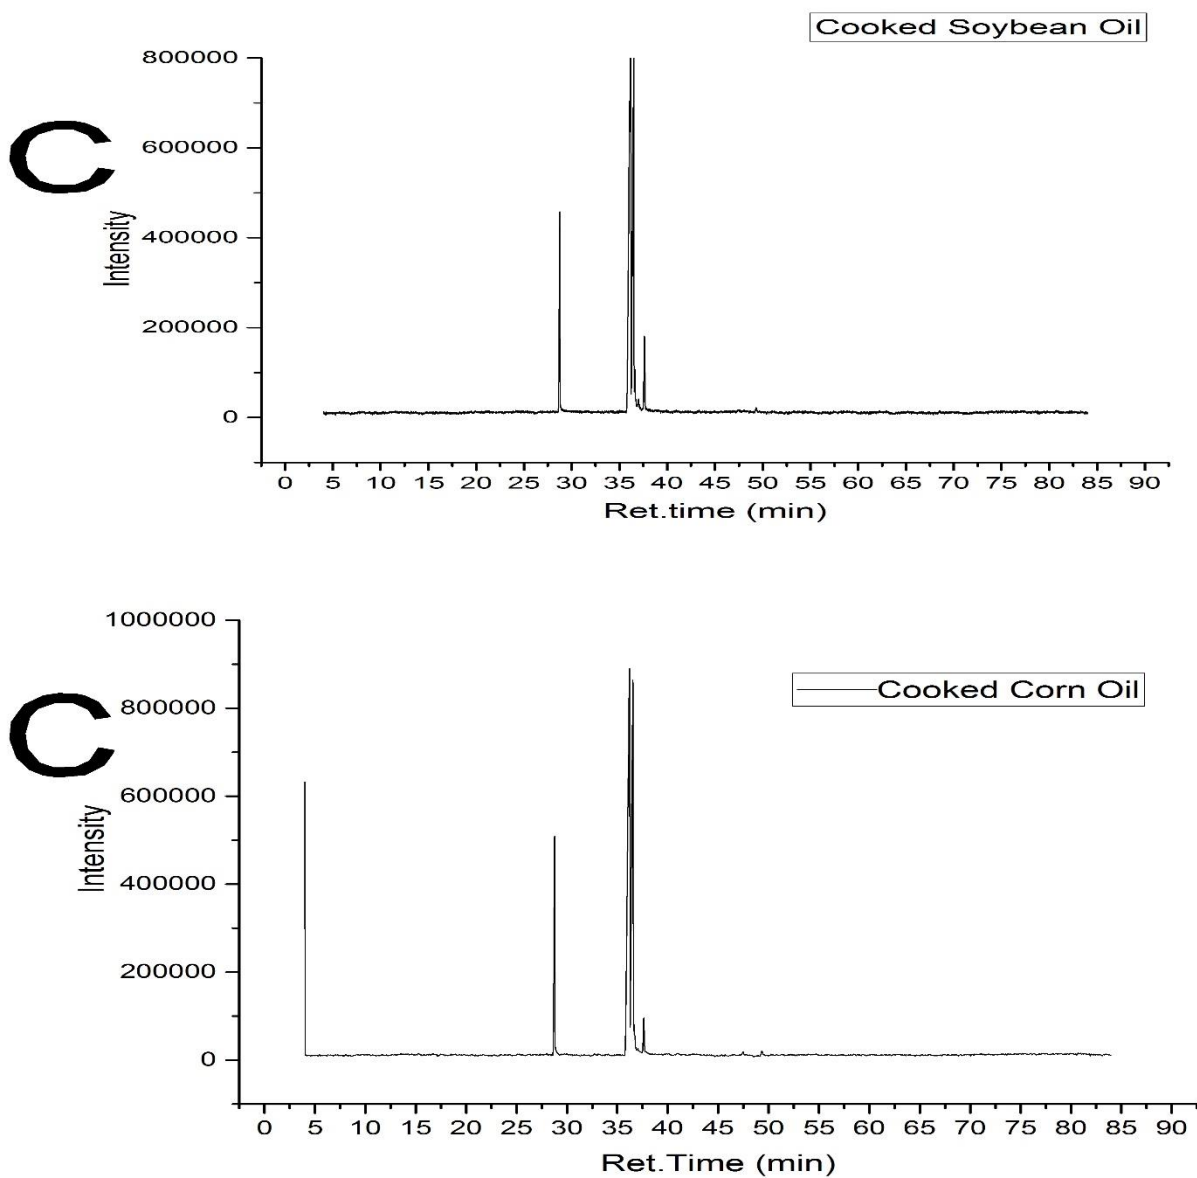 Cooked Soybean Oil
C
Intensity
800000
600000
400000
200000
0
0 5 10 15 20 25 30 35 40 45 50 55 60 65 70 75 80 85 90
Ret.time (min)
C
Intensity
1000000
Cooked Corn Oil
800000
600000
400000
200000
0
0 5 10 15 20 25 30 35 40 45 50 55 60 65 70 75 80 85 90
Ret.Time (min)